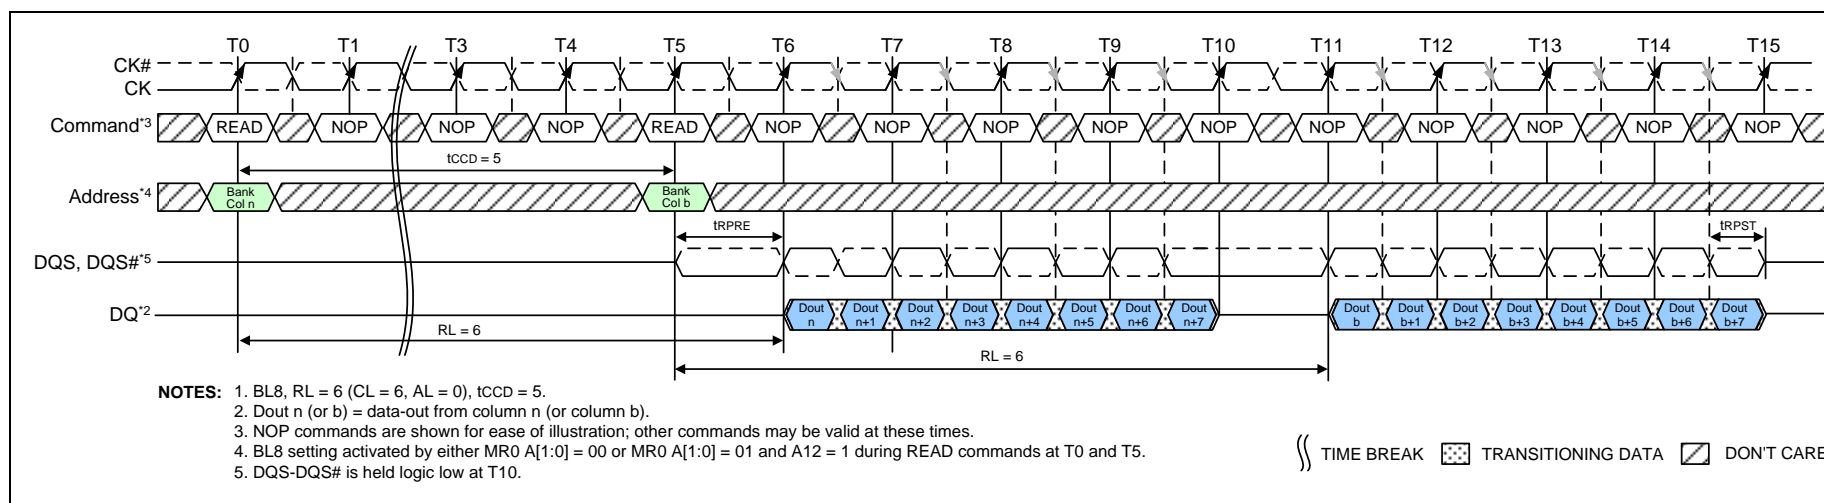 T0 T1 T3 T4 T5 T6 T7 T8 T9 T10 T11 T12 T13 T14 T15
CK#
CK
Command*3 READ NOP NOP NOP READ NOP NOP NOP NOP NOP NOP NOP NOP NOP NOP
tCCD = 5
Address*4 Bank Col n Bank Col b
tRPRE tRPST
DQS, DQS#*5
DQ*2 Dout n Dout n+1 Dout n+2 Dout n+3 Dout n+4 Dout n+5 Dout n+6 Dout n+7 Dout b Dout b+1 Dout b+2 Dout b+3 Dout b+4 Dout b+5 Dout b+6 Dout b+7
RL = 6
RL = 6
NOTES: 1. BL8, RL = 6 (CL = 6, AL = 0), tCCD = 5.
2. Dout n (or b) = data-out from column n (or column b).
3. NOP commands are shown for ease of illustration; other commands may be valid at these times.
4. BL8 setting activated by either MR0 A[1:0] = 00 or MR0 A[1:0] = 01 and A12 = 1 during READ commands at T0 and T5.
5. DQS-DQS# is held logic low at T10.
TIME BREAK TRANSITIONING DATA DON'T CARE